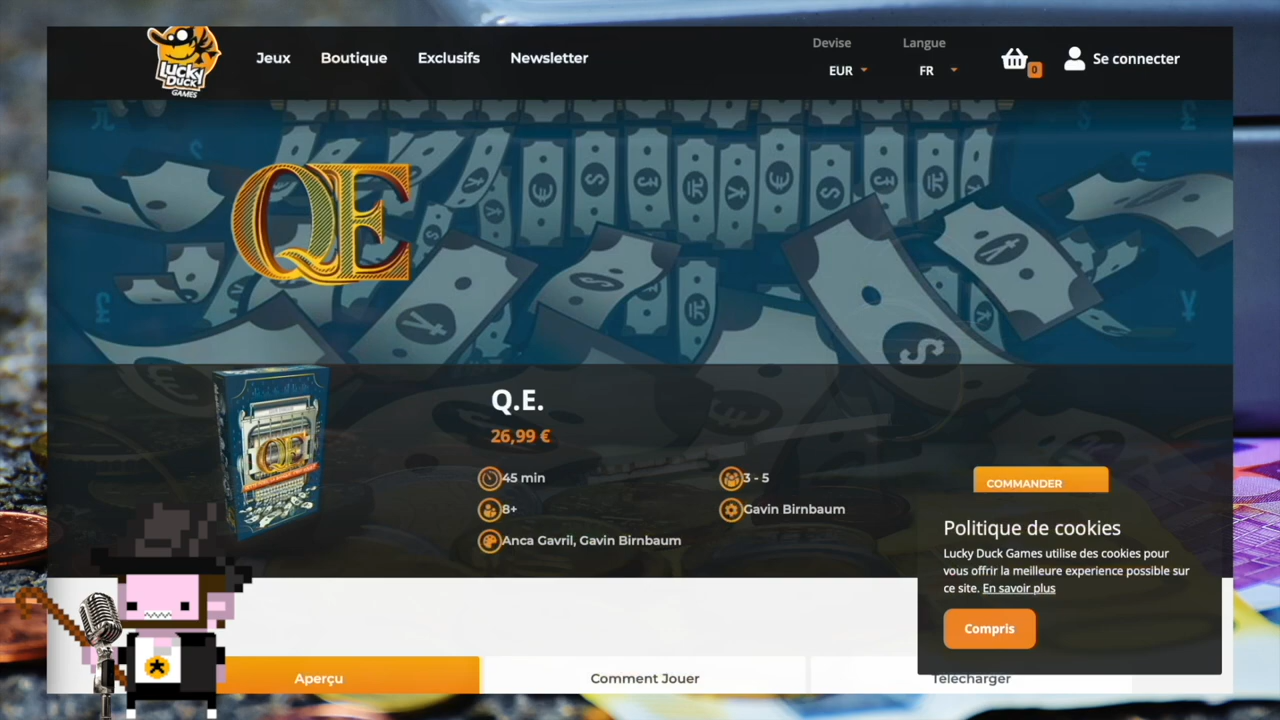 Lucky
Duck
GAMES
Jeux
Boutique
Exclusifs
Newsletter
Devise
EUR
Langue
FR
0
Se connecter
QE
QE
Q.E.
26,99 €
45 min
3 - 5
8+
Gavin Birnbaum
Anca Gavril, Gavin Birnbaum
COMMANDER
Politique de cookies
Lucky Duck Games utilise des cookies pour
vous offrir la meilleure experience possible sur
ce site. En savoir plus
Compris
Aperçu
Comment Jouer
Télécharger